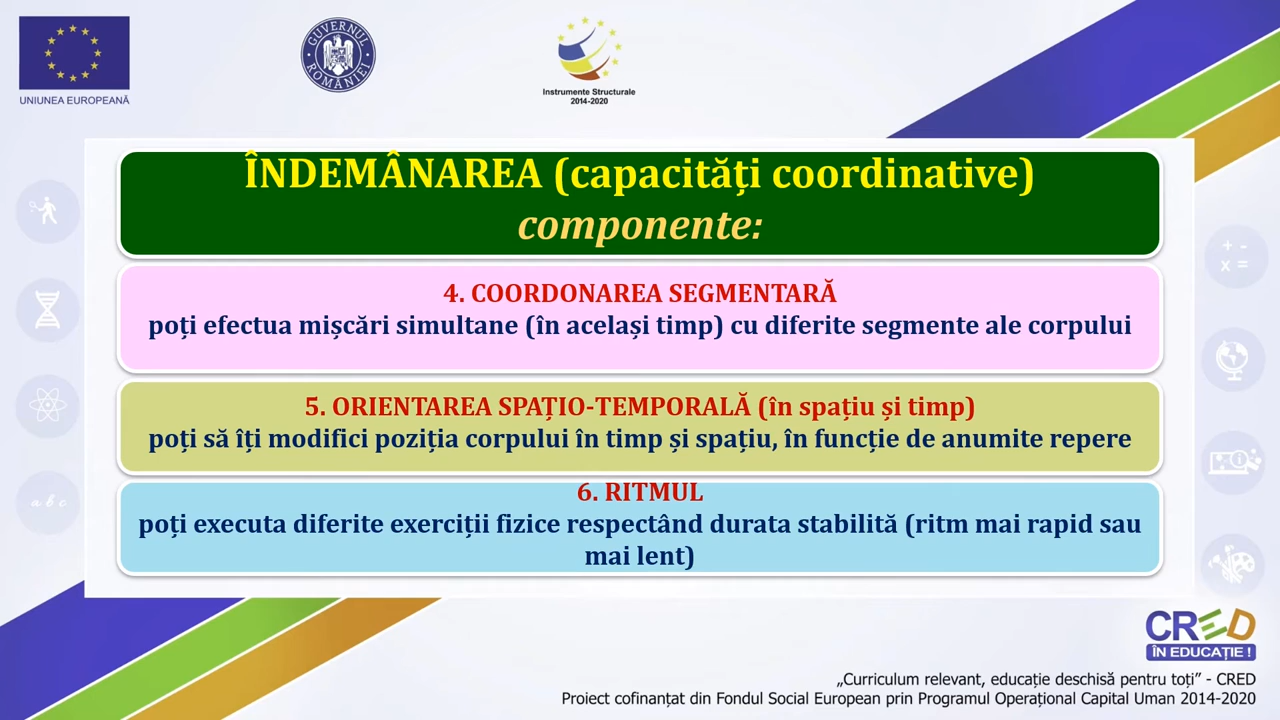 UNIUNEA EUROPEANĂ
GUVERNUL ROMÂNIEI
Instrumente Structurale
2014-2020
ÎNDEMÂNAREA (capacități coordinative)
componente:
4. COORDONAREA SEGMENTARĂ
poți efectua mișcări simultane (în același timp) cu diferite segmente ale corpului
5. ORIENTAREA SPAȚIO-TEMPORALĂ (în spațiu și timp)
poți să îți modifici poziția corpului în timp și spațiu, în funcție de anumite repere
6. RITMUL
poți executa diferite exerciții fizice respectând durata stabilită (ritm mai rapid sau
mai lent)
+ -
x =
a b c
CRED
ÎN EDUCAȚIE !
„Curriculum relevant, educație deschisă pentru toți” - CRED
Proiect cofinanțat din Fondul Social European prin Programul Operațional Capital Uman 2014-2020